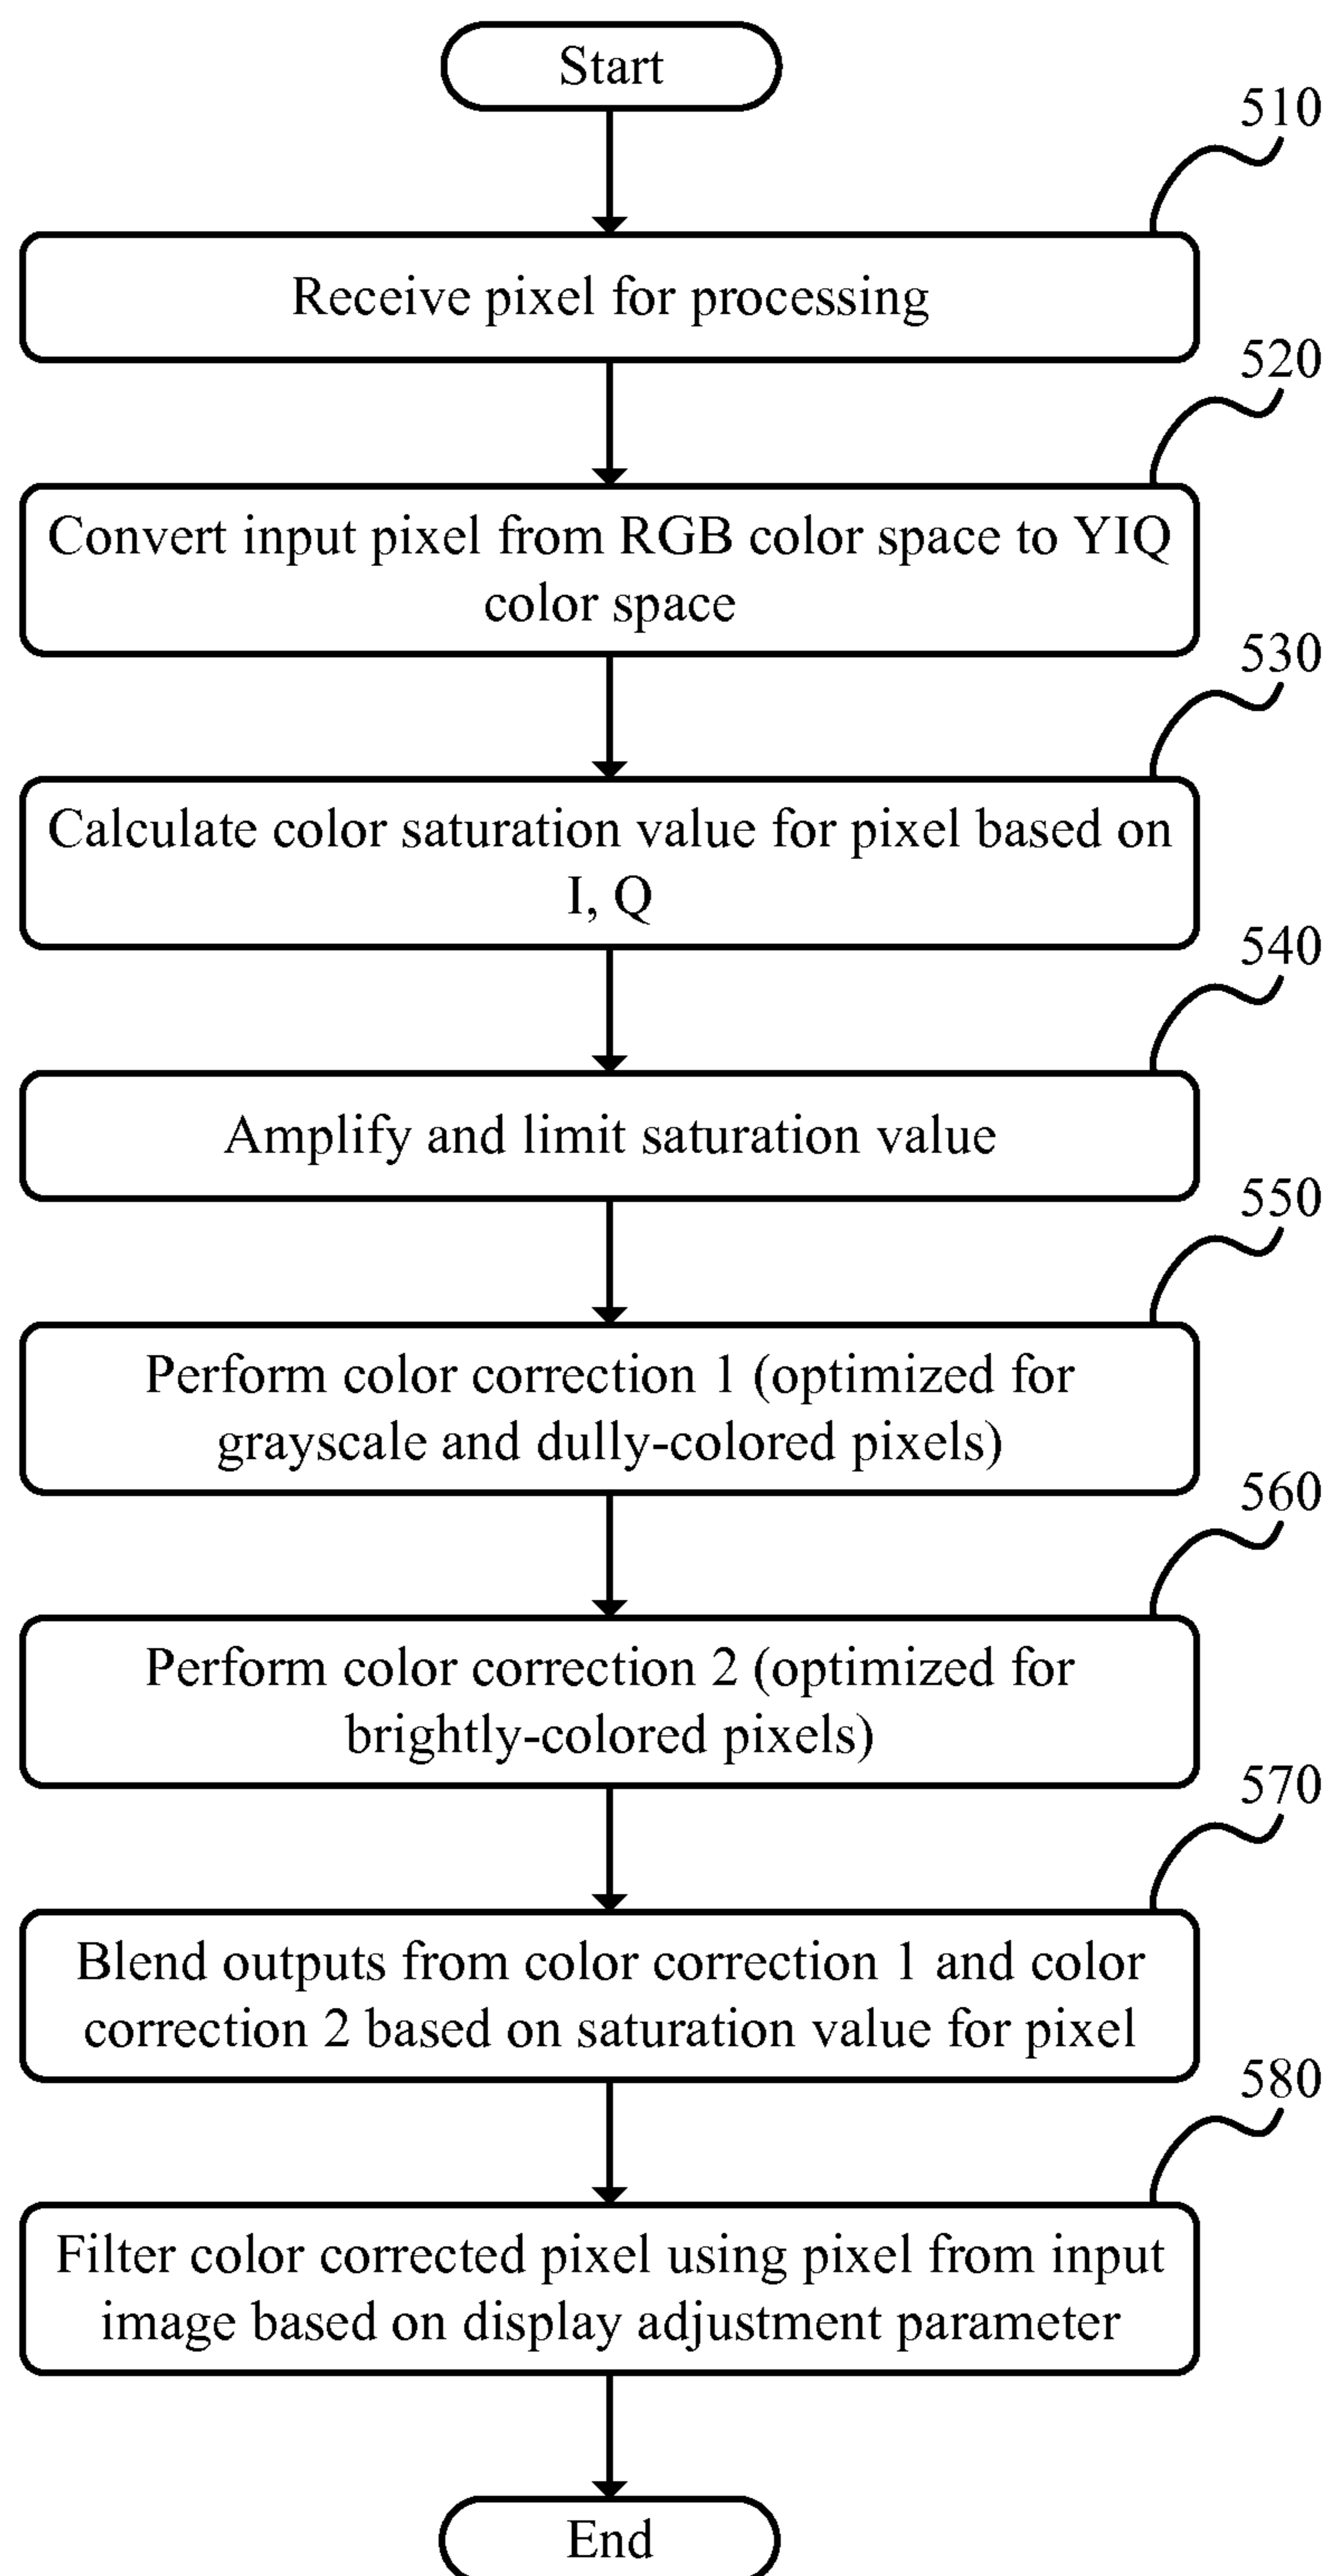 Start
510
Receive pixel for processing
520
Convert input pixel from RGB color space to YIQ
color space
530
Calculate color saturation value for pixel based on
I, Q
540
Amplify and limit saturation value
550
Perform color correction 1 (optimized for
grayscale and dully-colored pixels)
560
Perform color correction 2 (optimized for
brightly-colored pixels)
570
Blend outputs from color correction 1 and color
correction 2 based on saturation value for pixel
580
Filter color corrected pixel using pixel from input
image based on display adjustment parameter
End